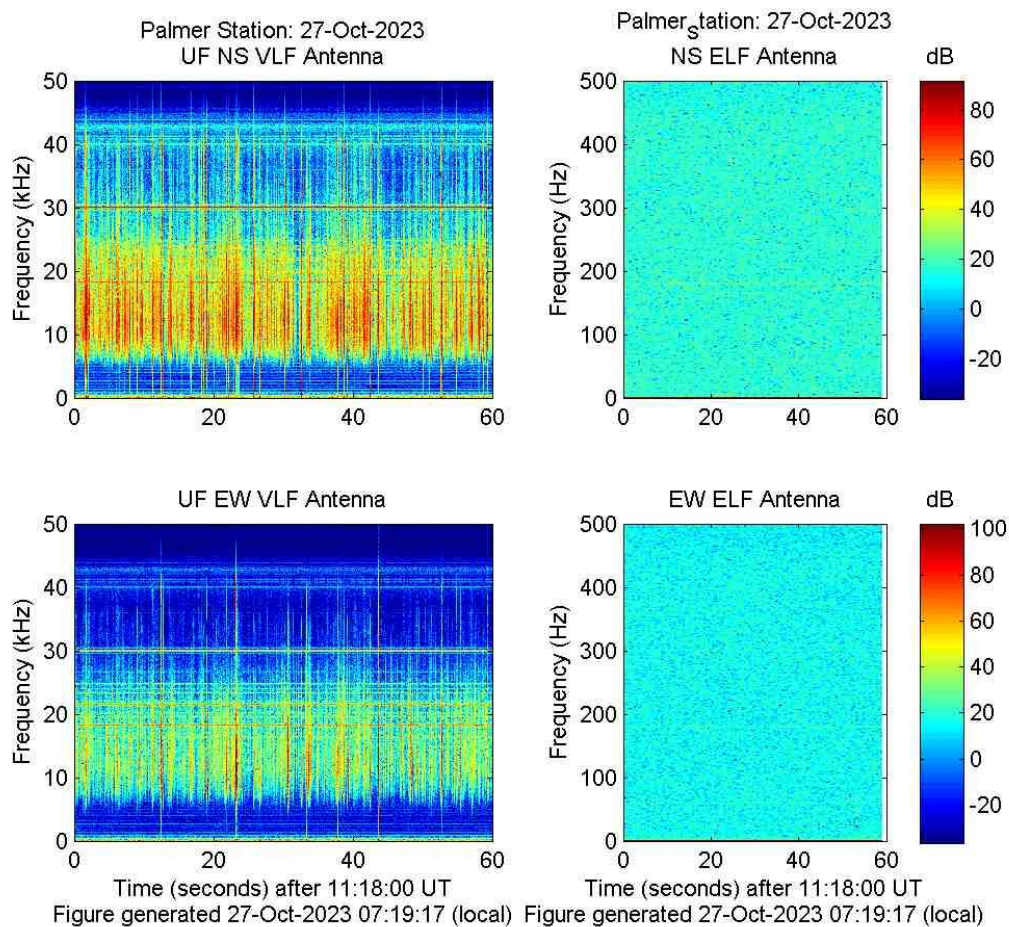 Palmer Station: 27-Oct-2023
UF NS VLF Antenna
50
40
30
20
10
0
Frequency (kHz)
0 20 40 60
Palmerstation: 27-Oct-2023
NS ELF Antenna
500
400
300
200
100
0
Frequency (Hz)
0 20 40 60
dB
80
60
40
20
0
-20
UF EW VLF Antenna
50
40
30
20
10
0
Frequency (kHz)
0 20 40 60
Time (seconds) after 11:18:00 UT
Figure generated 27-Oct-2023 07:19:17 (local)
EW ELF Antenna
500
400
300
200
100
0
Frequency (Hz)
0 20 40 60
Time (seconds) after 11:18:00 UT
Figure generated 27-Oct-2023 07:19:17 (local)
dB
100
80
60
40
20
0
-20